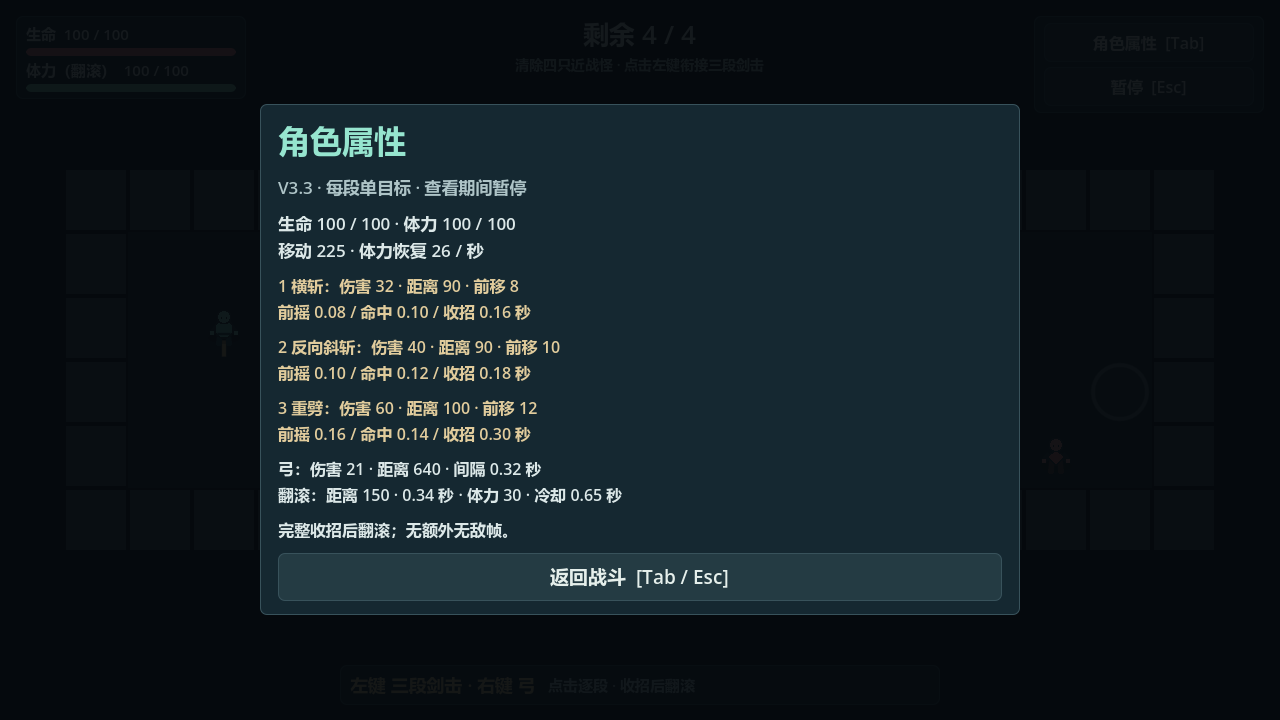 生命 100 / 100
体力（翻滚） 100 / 100
剩余 4 / 4
清除四只近战怪 · 点击左键衔接三段剑击
角色属性 [Tab]
暂停 [Esc]
角色属性
V3.3 · 每段单目标 · 查看期间暂停
生命 100 / 100 · 体力 100 / 100
移动 225 · 体力恢复 26 / 秒
1 横斩：伤害 32 · 距离 90 · 前移 8
前摇 0.08 / 命中 0.10 / 收招 0.16 秒
2 反向斜斩：伤害 40 · 距离 90 · 前移 10
前摇 0.10 / 命中 0.12 / 收招 0.18 秒
3 重劈：伤害 60 · 距离 100 · 前移 12
前摇 0.16 / 命中 0.14 / 收招 0.30 秒
弓：伤害 21 · 距离 640 · 间隔 0.32 秒
翻滚：距离 150 · 0.34 秒 · 体力 30 · 冷却 0.65 秒
完整收招后翻滚；无额外无敌帧。
返回战斗 [Tab / Esc]
左键 三段剑击 · 右键 弓 点击逐段 · 收招后翻滚